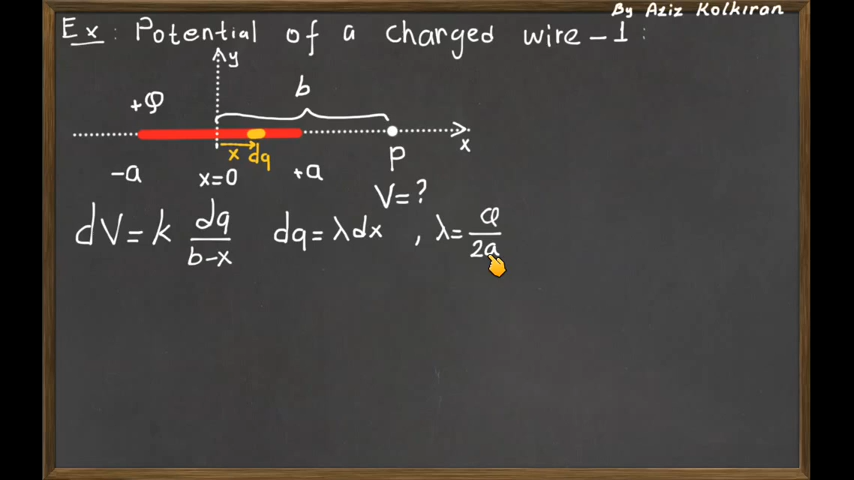 By Aziz Kolkıran
Ex: Potential of a charged wire-1:
y
b
+Q
x dq
x
-a x=0 +a P
V=?
dV=k dq/b-x dq=λdx , λ=Q/2a